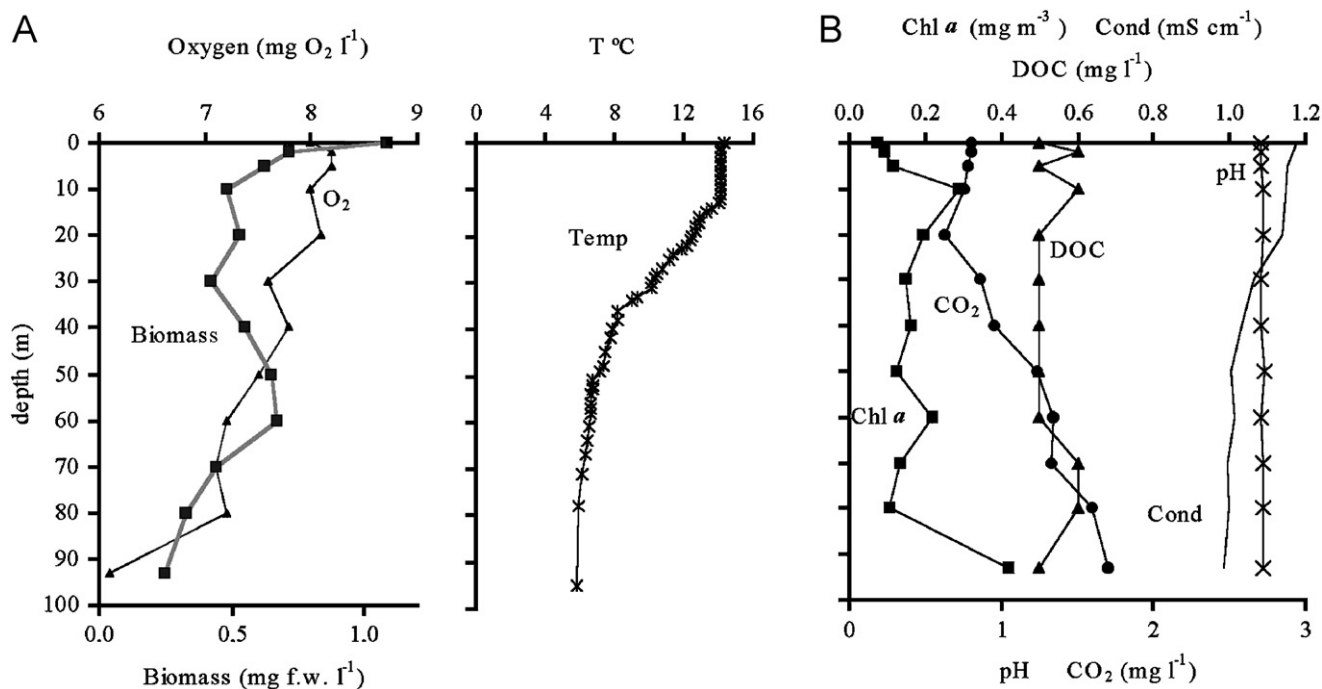 A
Oxygen (mg O₂ l⁻¹)
6 7 8 9
T °C
0 4 8 12 16
B
Chl a (mg m⁻³) Cond (mS cm⁻¹)
DOC (mg l⁻¹)
0.0 0.2 0.4 0.6 0.8 1.0 1.2
depth (m)
0
10
20
30
40
50
60
70
80
90
100
O₂
Biomass
Temp
pH
DOC
CO₂
Chl a
Cond
0.0 0.5 1.0
Biomass (mg f.w. l⁻¹)
0 1 2 3
pH CO₂ (mg l⁻¹)